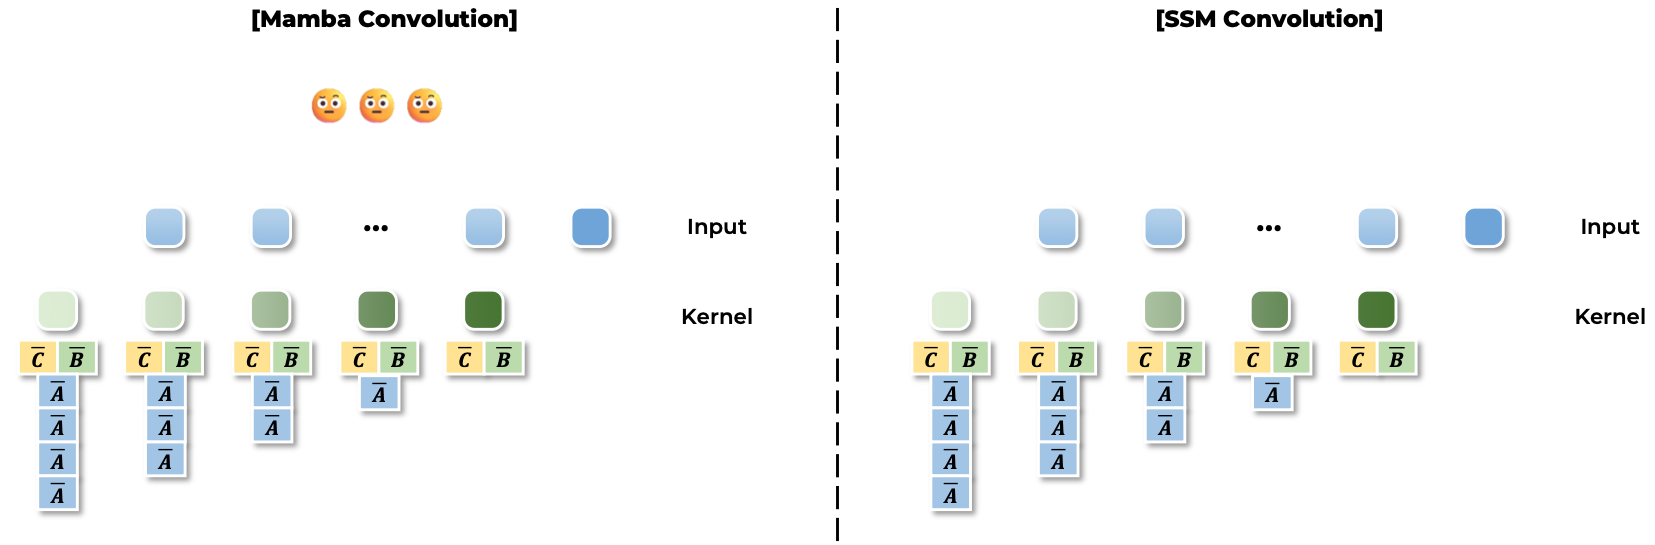 [Mamba Convolution]
... Input
Kernel
C̅ B̅ C̅ B̅ C̅ B̅ C̅ B̅ C̅ B̅
A̅ A̅ A̅ A̅
A̅ A̅ A̅
A̅ A̅
A̅
[SSM Convolution]
... Input
Kernel
C̅ B̅ C̅ B̅ C̅ B̅ C̅ B̅ C̅ B̅
A̅ A̅ A̅ A̅
A̅ A̅ A̅
A̅ A̅
A̅